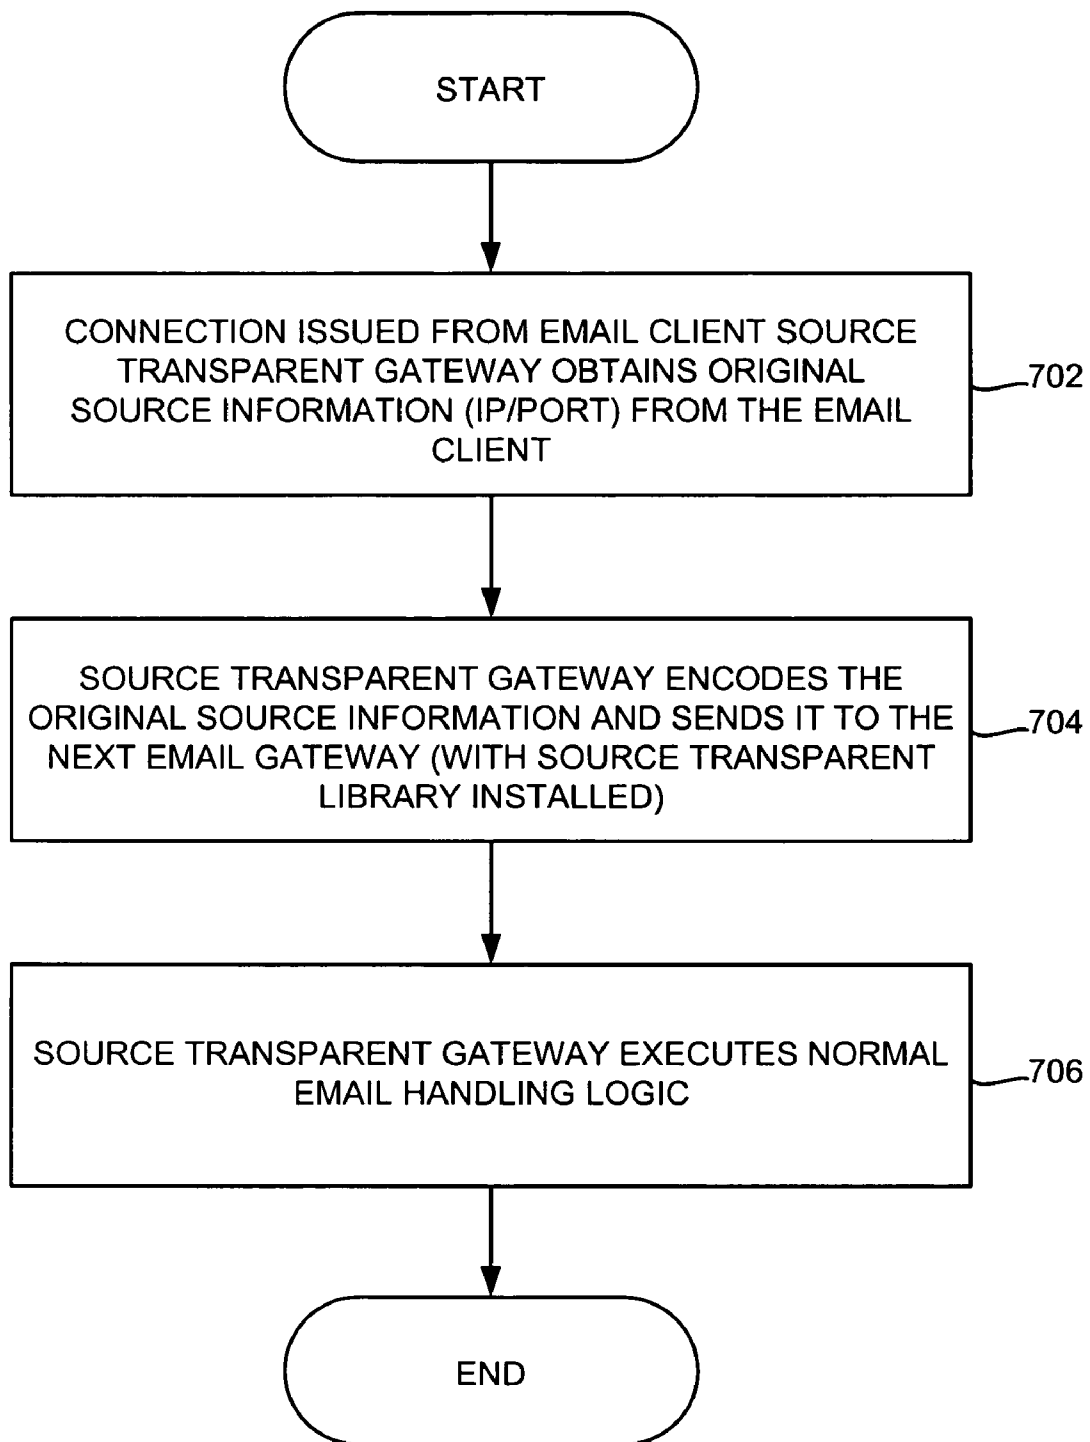 START
CONNECTION ISSUED FROM EMAIL CLIENT SOURCE
TRANSPARENT GATEWAY OBTAINS ORIGINAL
SOURCE INFORMATION (IP/PORT) FROM THE EMAIL
CLIENT
702
SOURCE TRANSPARENT GATEWAY ENCODES THE
ORIGINAL SOURCE INFORMATION AND SENDS IT TO THE
NEXT EMAIL GATEWAY (WITH SOURCE TRANSPARENT
LIBRARY INSTALLED)
704
SOURCE TRANSPARENT GATEWAY EXECUTES NORMAL
EMAIL HANDLING LOGIC
706
END